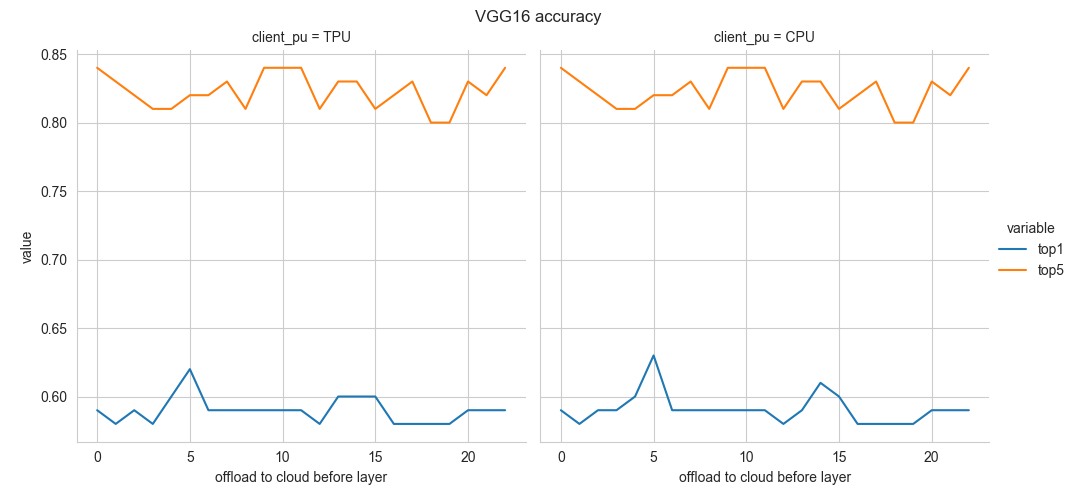 VGG16 accuracy
client_pu = TPU
client_pu = CPU
0.85
0.80
0.75
0.70
0.65
0.60
value
0 5 10 15 20
0 5 10 15 20
offload to cloud before layer
offload to cloud before layer
variable
top1
top5